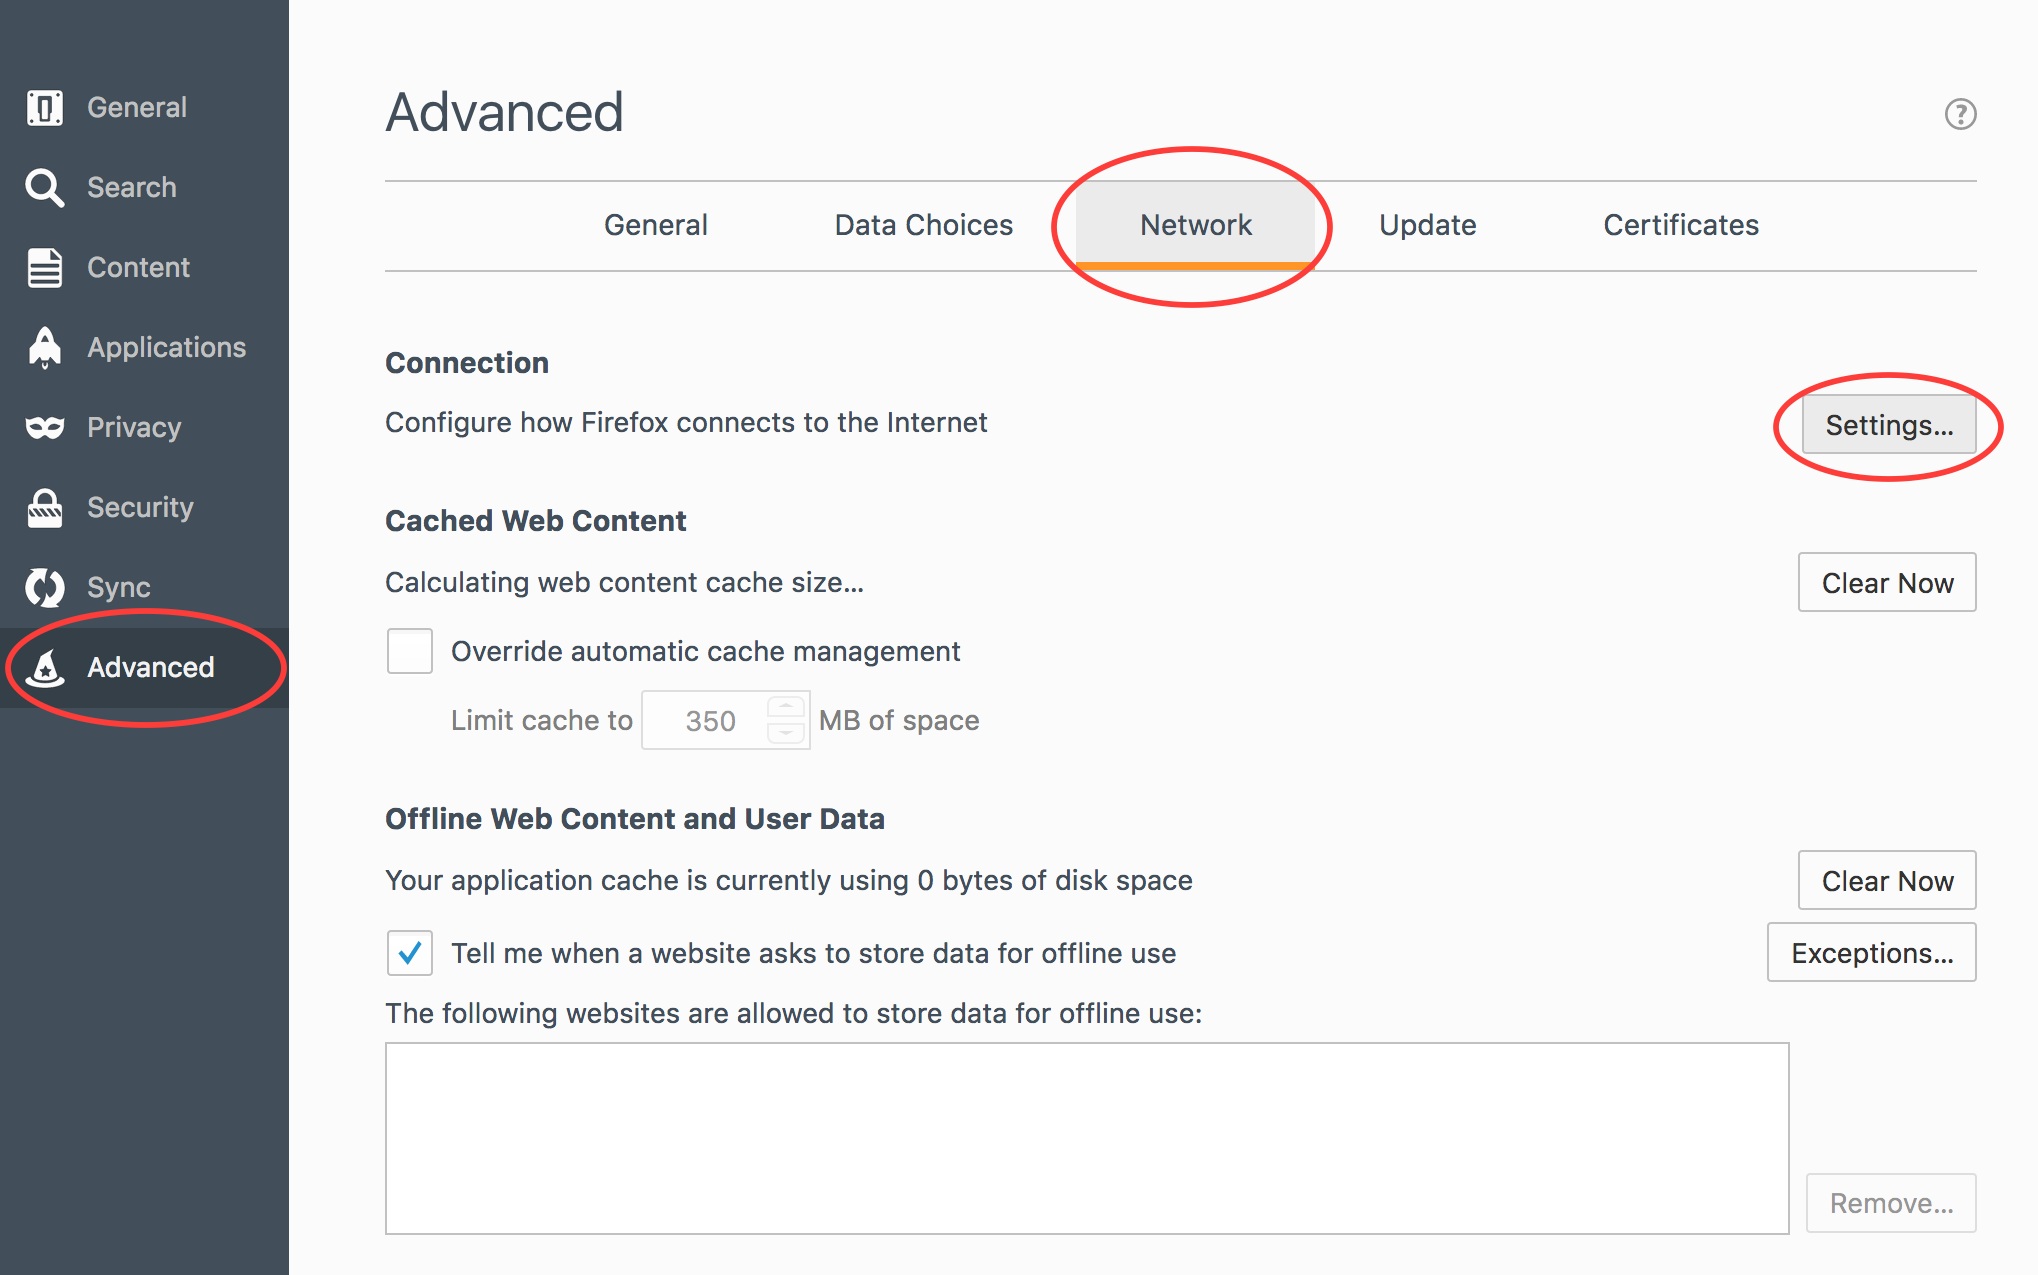 General
Search
Content
Applications
Privacy
Security
Sync
Advanced
Advanced
?
General Data Choices Network Update Certificates
Connection
Configure how Firefox connects to the Internet Settings...
Cached Web Content
Calculating web content cache size... Clear Now
Override automatic cache management
Limit cache to 350 MB of space
Offline Web Content and User Data
Your application cache is currently using 0 bytes of disk space Clear Now
Tell me when a website asks to store data for offline use Exceptions...
The following websites are allowed to store data for offline use:
Remove...